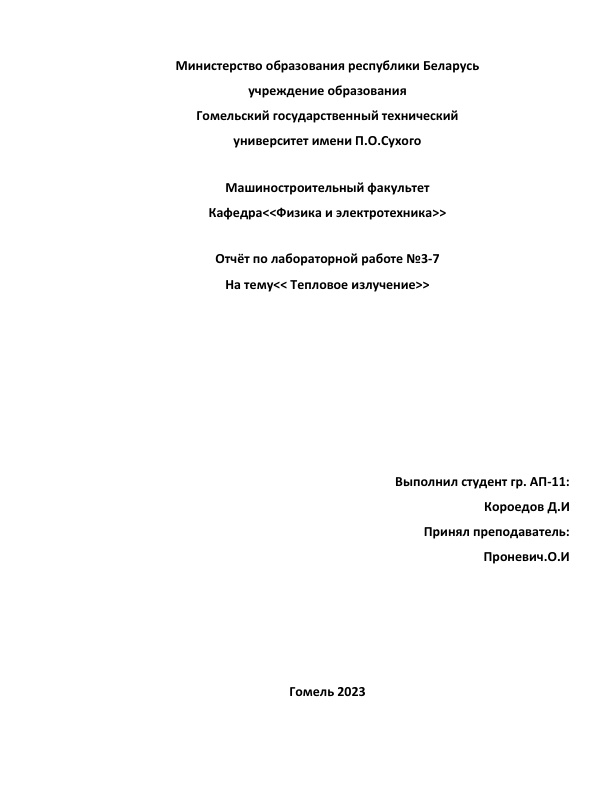 Министерство образования республики Беларусь
учреждение образования
Гомельский государственный технический
университет имени П.О.Сухого
Машиностроительный факультет
Кафедра<<Физика и электротехника>>
Отчёт по лабораторной работе №3-7
На тему<< Тепловое излучение>>
Выполнил студент гр. АП-11:
Короедов Д.И
Принял преподаватель:
Проневич.О.И
Гомель 2023